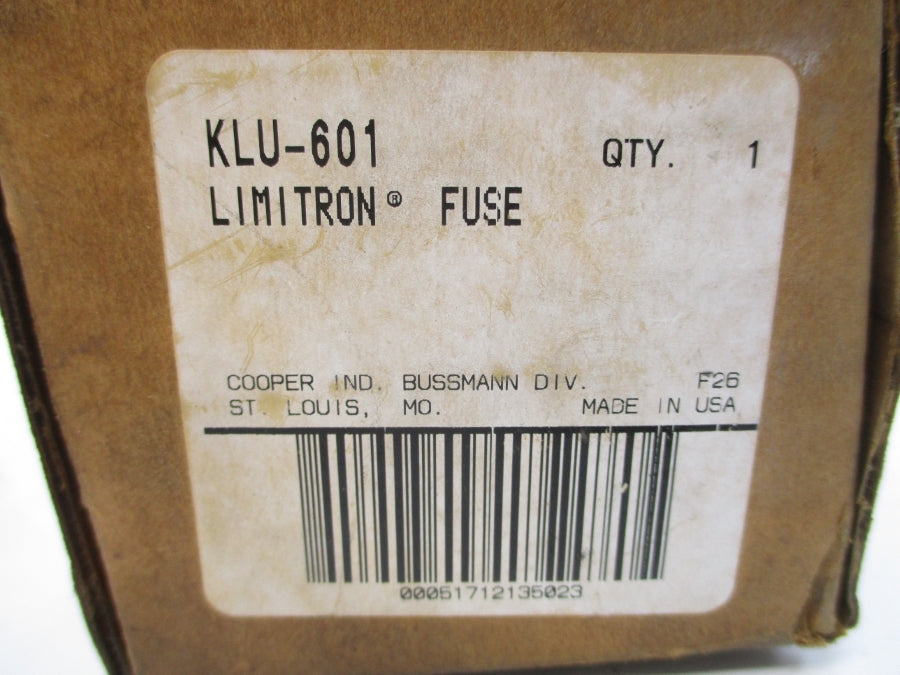 KLU-601 QTY. 1
LIMITRON® FUSE
COOPER IND. BUSSMANN DIV. F26
ST. LOUIS, MO. MADE IN USA
00051712135023